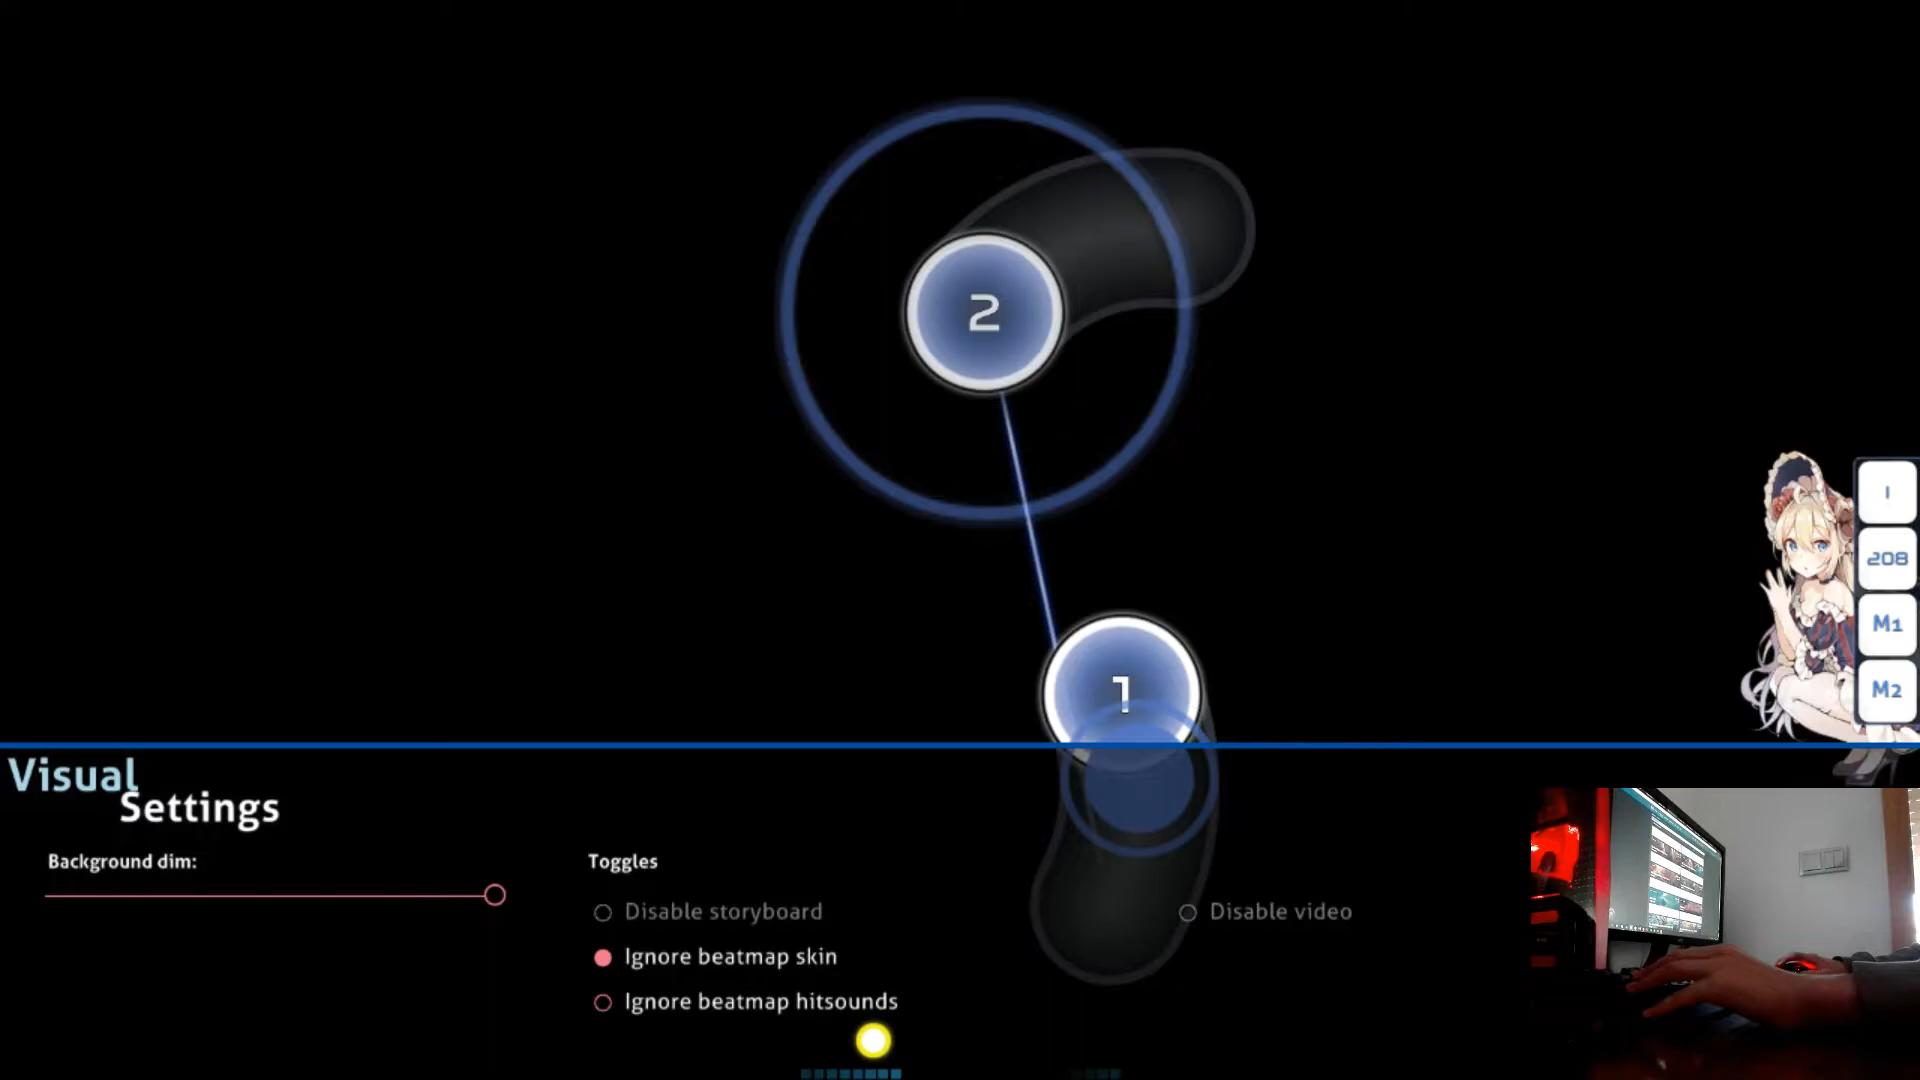 2
1
I
208
M1
M2
Visual
Settings
Background dim:
Toggles
Disable storyboard
Disable video
Ignore beatmap skin
Ignore beatmap hitsounds